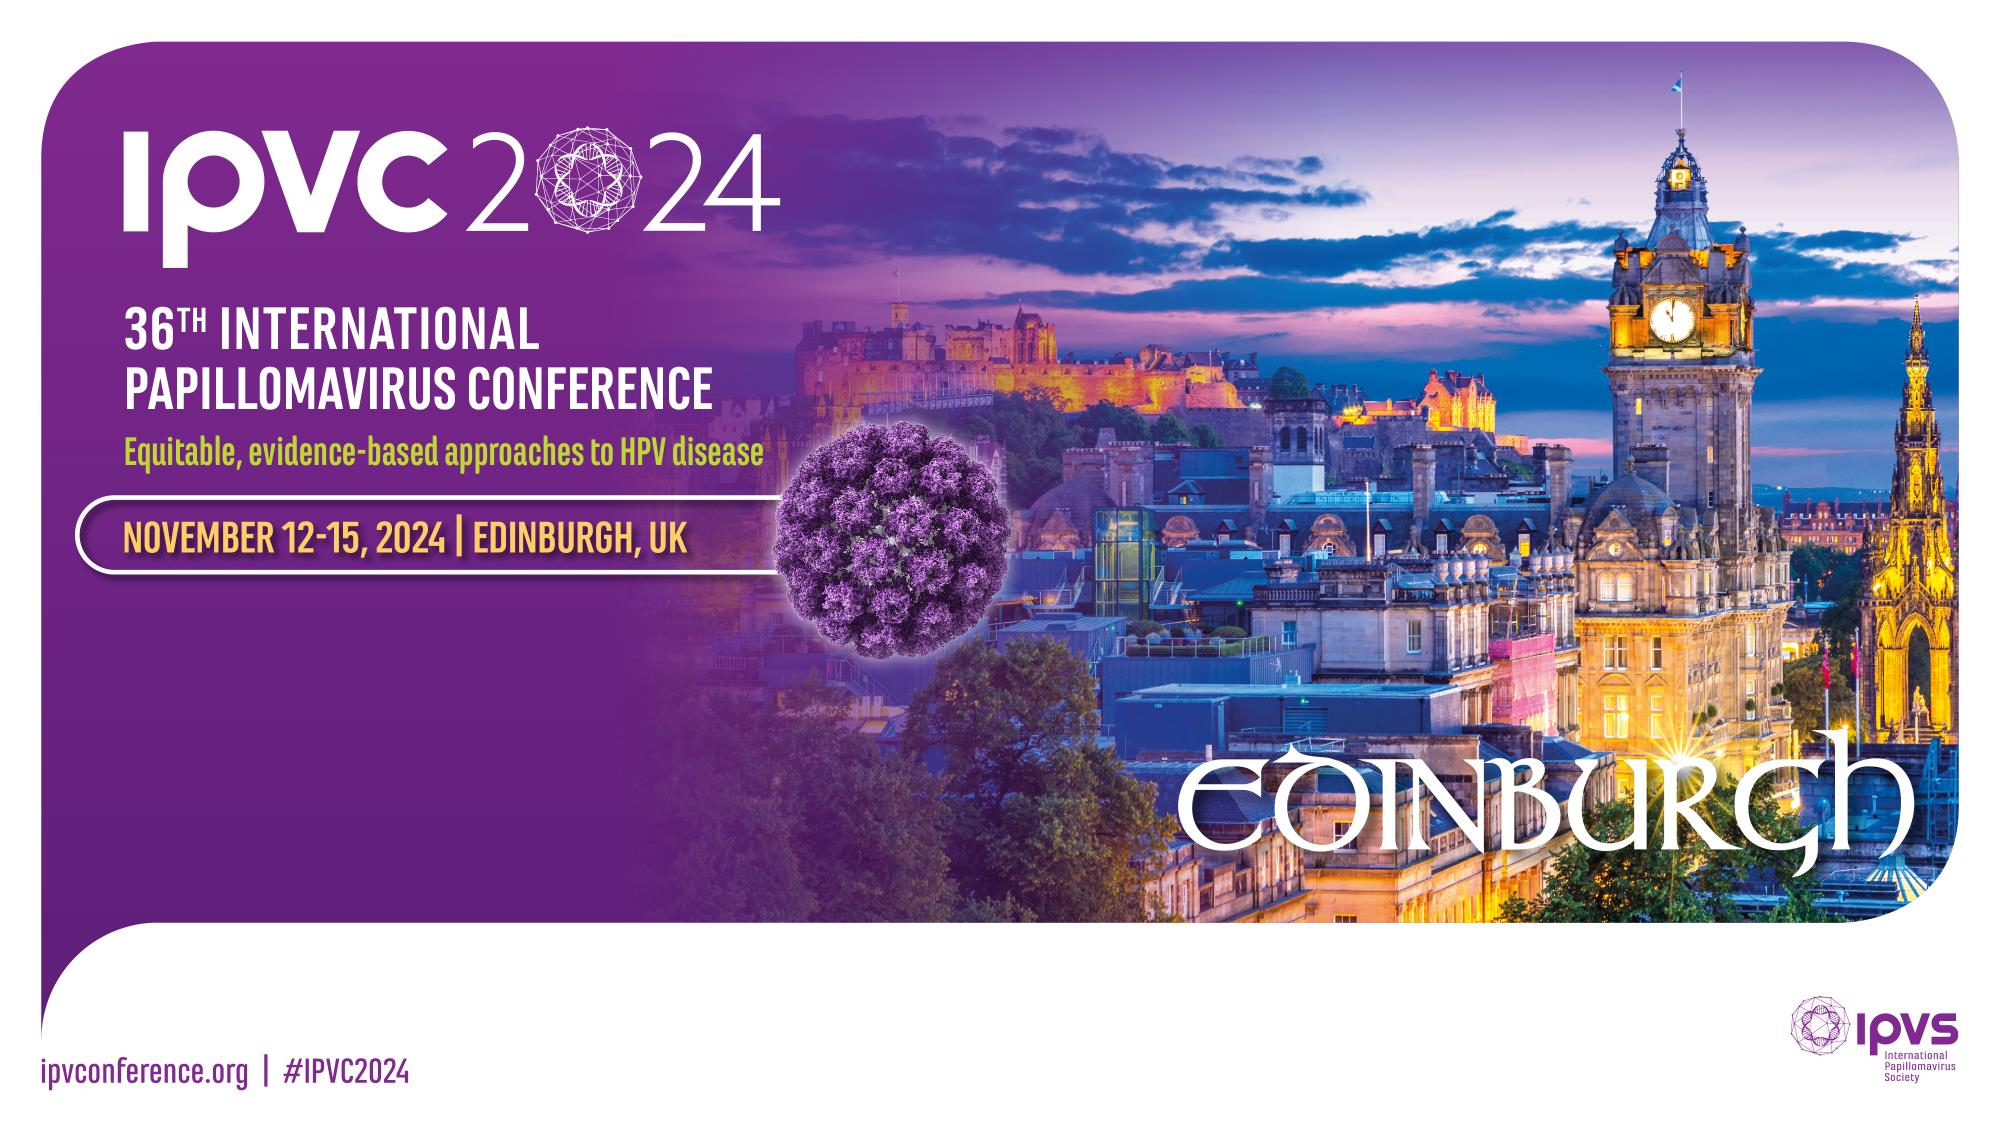 IPVC 2024
36TH INTERNATIONAL
PAPILLOMAVIRUS CONFERENCE
Equitable, evidence-based approaches to HPV disease
NOVEMBER 12-15, 2024 | EDINBURGH, UK
EDINBURGH
ipvconference.org | #IPVC2024
IPVS
International
Papillomavirus
Society